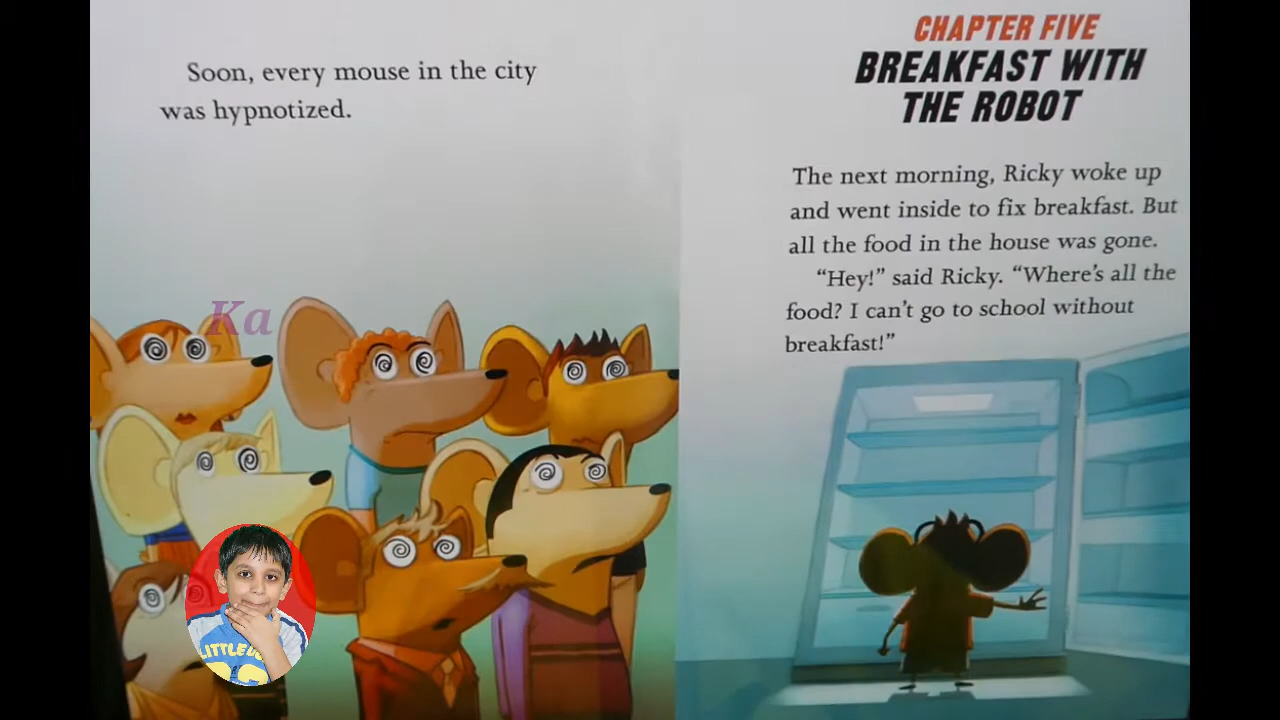 Soon, every mouse in the city
was hypnotized.
Ka
CHAPTER FIVE
BREAKFAST WITH
THE ROBOT
The next morning, Ricky woke up
and went inside to fix breakfast. But
all the food in the house was gone.
“Hey!” said Ricky. “Where’s all the
food? I can’t go to school without
breakfast!”